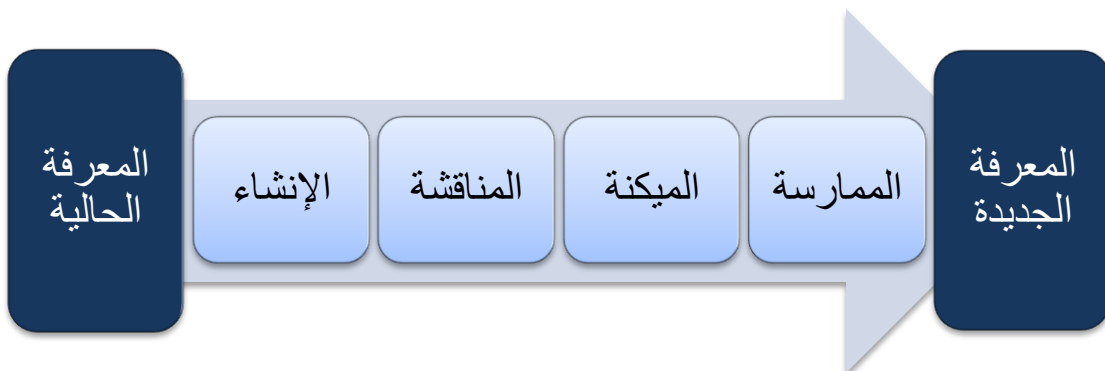 المعرفة
الحالية
الإنشاء
المناقشة
الميكنة
الممارسة
المعرفة
الجديدة